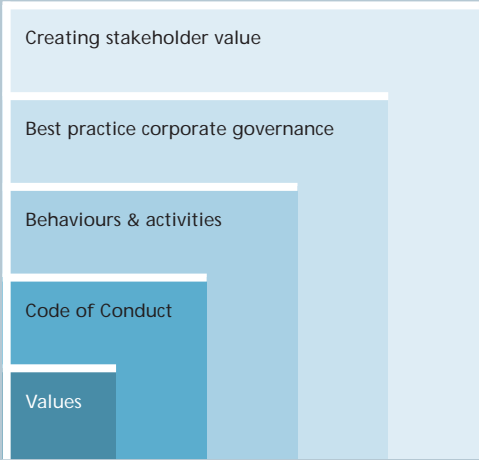 Creating stakeholder value
Best practice corporate governance
Behaviours & activities
Code of Conduct
Values